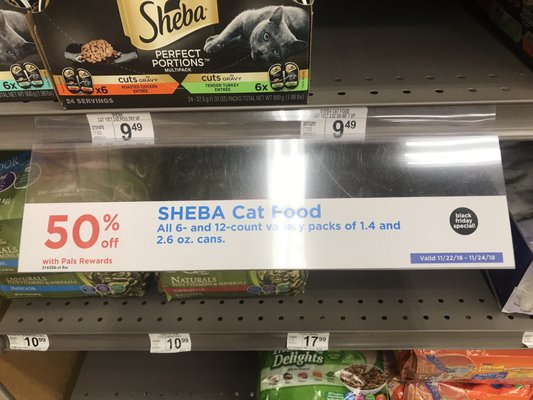 Sheba
PERFECT
PORTIONS™
MULTIPACK
x6
CUTS IN GRAVY
ROASTED CHICKEN
ENTRÉE
CUTS IN GRAVY
TENDER TURKEY
ENTRÉE
6x
6x
24 SERVINGS
9.49
9.49
50% off
with Pals Rewards
SHEBA Cat Food
All 6- and 12-count variety packs of 1.4 and
2.6 oz. cans.
black
friday
special!
Valid 11/22/18 - 11/24/18
NATURALS
INDOOR
10.99
10.99
17.99
Delights
Friskies